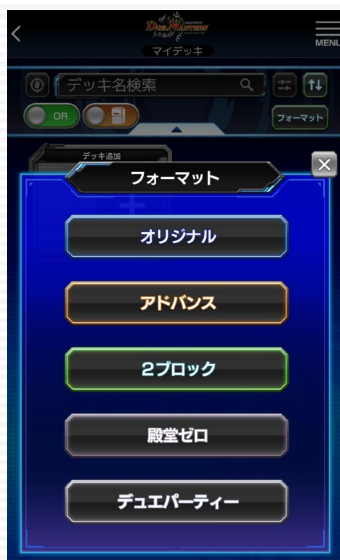 DUEL MASTERS
MENU
マイデッキ
デッキ名検索
OR
フォーマット
デッキ追加
フォーマット
オリジナル
アドバンス
2ブロック
殿堂ゼロ
デュエパーティー